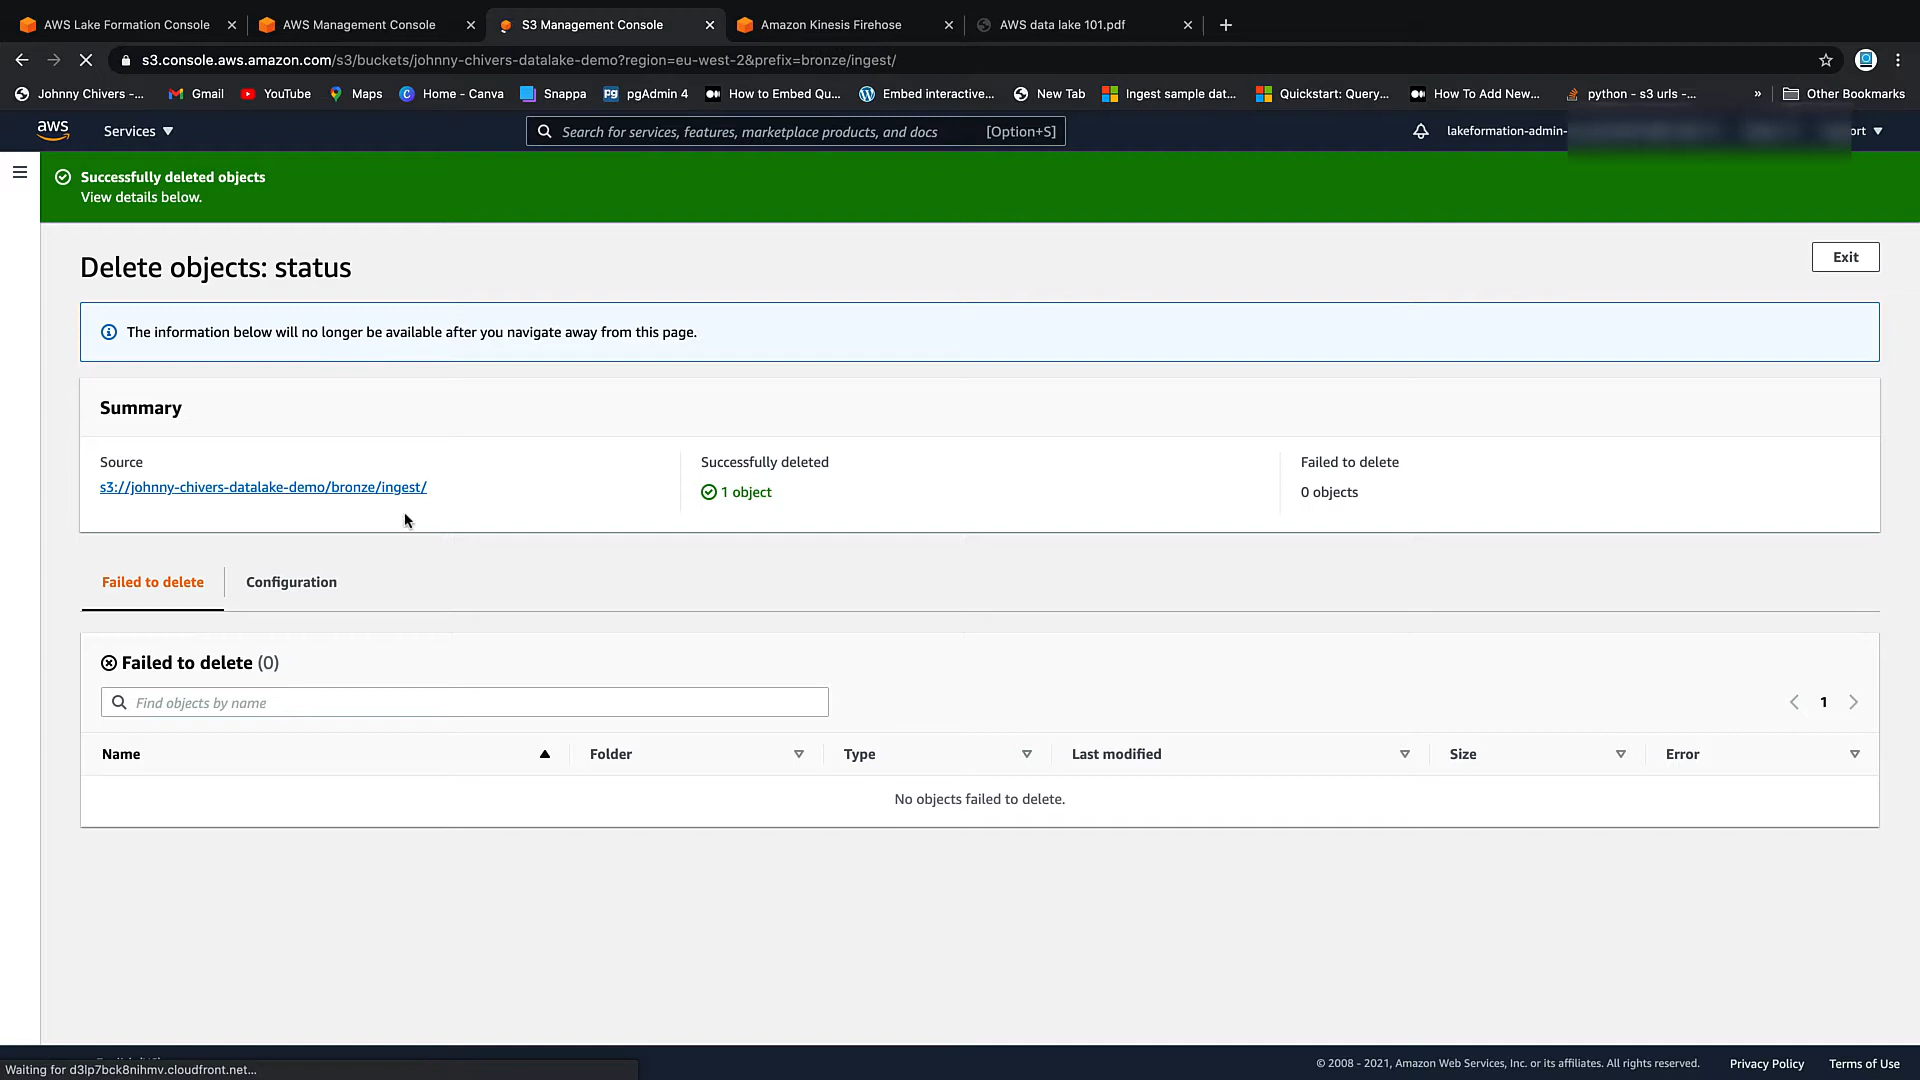 AWS Lake Formation Console
AWS Management Console
S3 Management Console
Amazon Kinesis Firehose
AWS data lake 101.pdf
s3.console.aws.amazon.com/s3/buckets/johnny-chivers-datalake-demo?region=eu-west-2&prefix=bronze/ingest/
Johnny Chivers -...
Gmail
YouTube
Maps
Home - Canva
Snappa
pgAdmin 4
How to Embed Qu...
Embed interactive...
New Tab
Ingest sample dat...
Quickstart: Query...
How To Add New...
python - s3 urls -...
»
Other Bookmarks
aws
Services
Search for services, features, marketplace products, and docs
[Option+S]
lakeformation-admin-
ort
Successfully deleted objects
View details below.
Delete objects: status
Exit
The information below will no longer be available after you navigate away from this page.
Summary
Source
s3://johnny-chivers-datalake-demo/bronze/ingest/
Successfully deleted
1 object
Failed to delete
0 objects
Failed to delete
Configuration
Failed to delete (0)
Find objects by name
1
Name
Folder
Type
Last modified
Size
Error
No objects failed to delete.
Waiting for d3lp7bck8nihmv.cloudfront.net...
© 2008 - 2021, Amazon Web Services, Inc. or its affiliates. All rights reserved.
Privacy Policy
Terms of Use